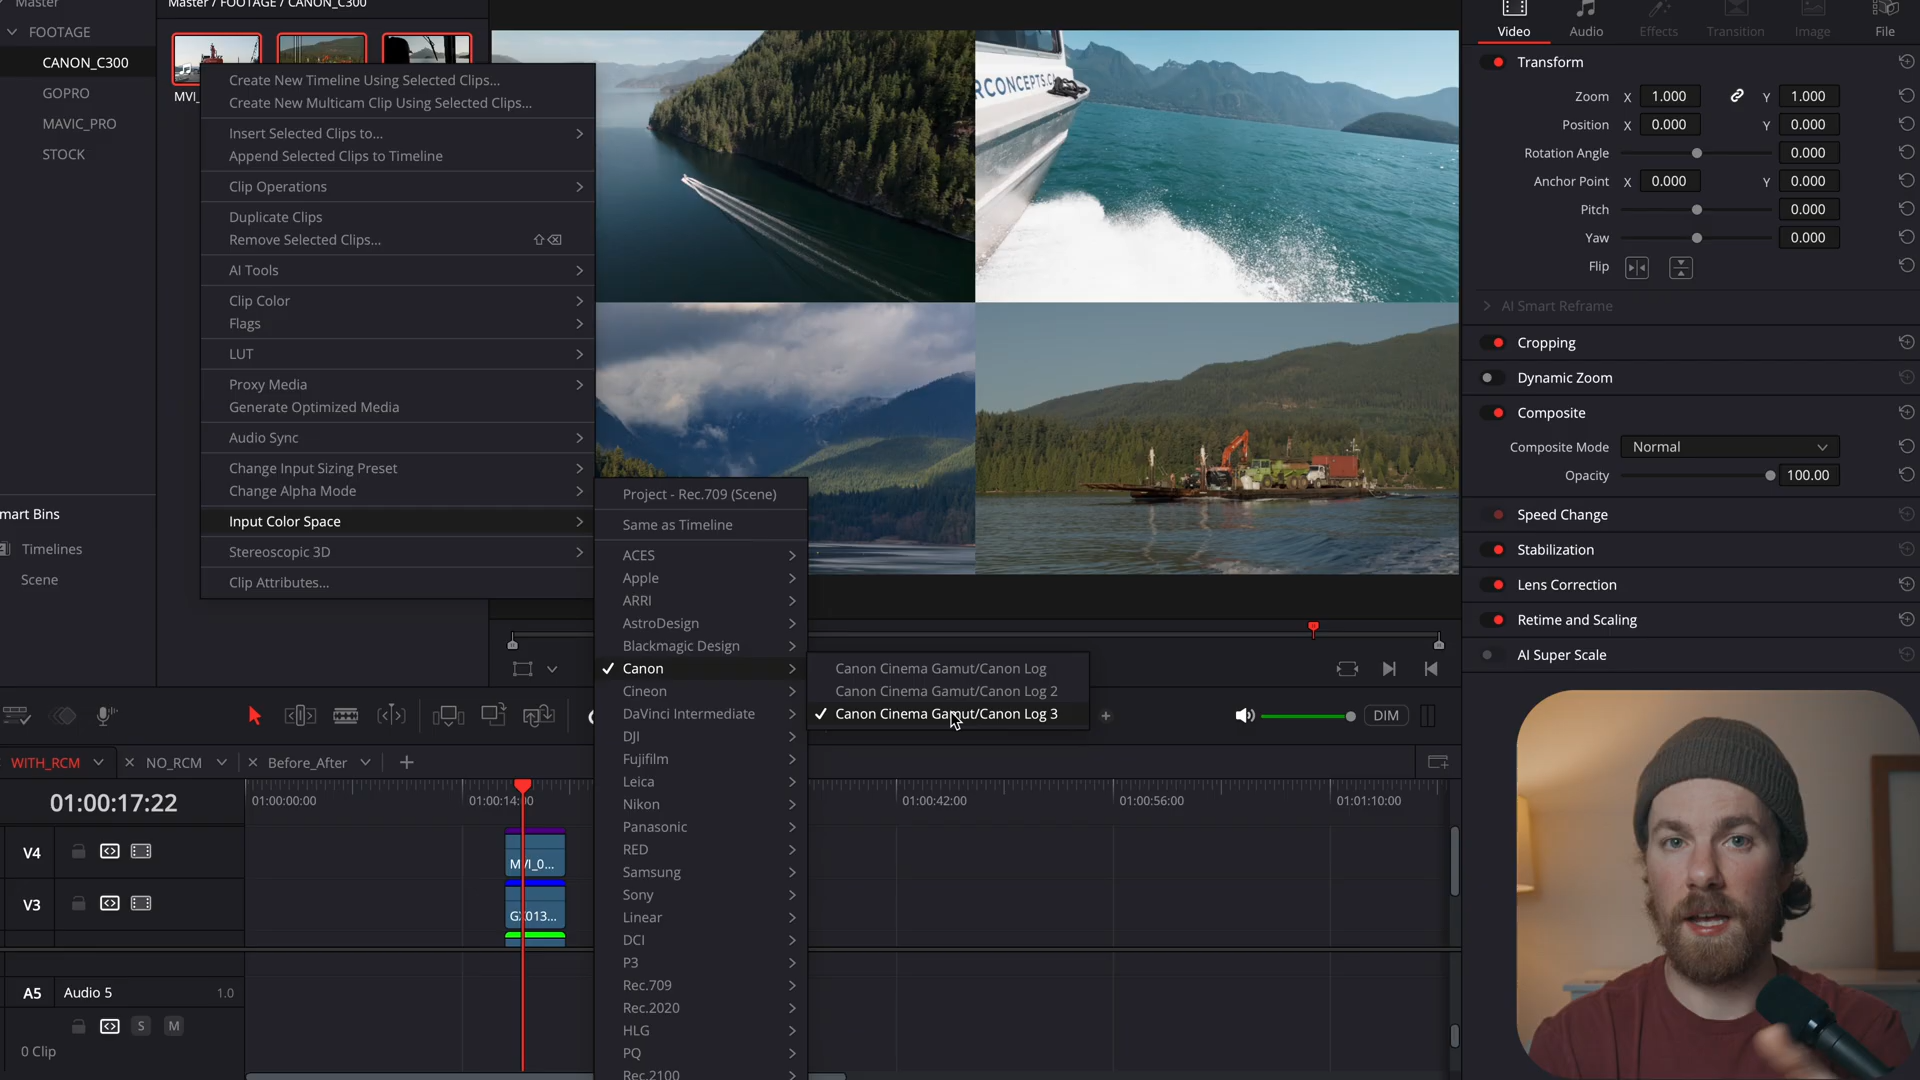 Master
Master / FOOTAGE / CANON_C300
FOOTAGE
CANON_C300
GOPRO
MAVIC_PRO
STOCK
mart Bins
Timelines
Scene
MVI_
Create New Timeline Using Selected Clips...
Create New Multicam Clip Using Selected Clips...
Insert Selected Clips to...
Append Selected Clips to Timeline
Clip Operations
Duplicate Clips
Remove Selected Clips...
AI Tools
Clip Color
Flags
LUT
Proxy Media
Generate Optimized Media
Audio Sync
Change Input Sizing Preset
Change Alpha Mode
Input Color Space
Stereoscopic 3D
Clip Attributes...
Project - Rec.709 (Scene)
Same as Timeline
ACES
Apple
ARRI
AstroDesign
Blackmagic Design
Canon
Cineon
DaVinci Intermediate
DJI
Fujifilm
Leica
Nikon
Panasonic
RED
Samsung
Sony
Linear
DCI
P3
Rec.709
Rec.2020
HLG
PQ
Rec.2100
Canon Cinema Gamut/Canon Log
Canon Cinema Gamut/Canon Log 2
Canon Cinema Gamut/Canon Log 3
RCONCEPTS.CA
Video
Audio
Effects
Transition
Image
File
Transform
Zoom X 1.000 Y 1.000
Position X 0.000 Y 0.000
Rotation Angle 0.000
Anchor Point X 0.000 Y 0.000
Pitch 0.000
Yaw 0.000
Flip
AI Smart Reframe
Cropping
Dynamic Zoom
Composite
Composite Mode Normal
Opacity 100.00
Speed Change
Stabilization
Lens Correction
Retime and Scaling
AI Super Scale
DIM
WITH_RCM
NO_RCM
Before_After
01:00:17:22
01:00:00:00
01:00:14:00
01:00:42:00
01:00:56:00
01:01:10:00
V4
MVI_0...
V3
GX013...
A5 Audio 5 1.0
S M
0 Clip